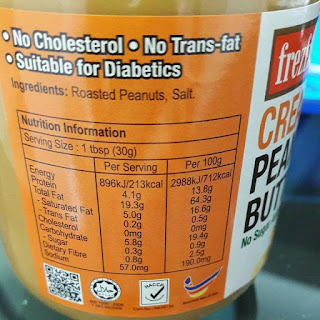 • No Cholesterol • No Trans-fat
• Suitable for Diabetics
Ingredients: Roasted Peanuts, Salt.
Nutrition Information
Serving Size : 1 tbsp (30g)
Per Serving Per 100g
Energy 896kJ/213kcal 2988kJ/712kcal
Protein 4.1g 13.8g
Total Fat 19.3g 64.3g
- Saturated Fat 5.0g 16.6g
- Trans Fat 0.2g 0.5g
Cholesterol 0mg 0mg
Carbohydrate 5.8g 19.4g
- Sugar 0.3g 0.9g
Dietary Fibre 0.8g 2.5g
Sodium 57.0mg 190.0mg
HACCP
CRE
PEA
BUT
No Sugar